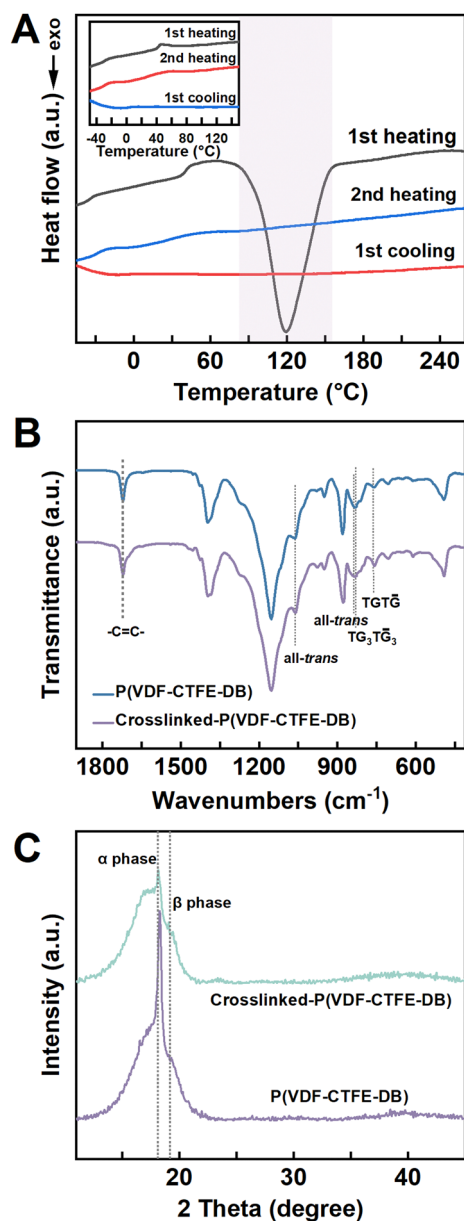 A
exo
Heat flow (a.u.)
1st heating
2nd heating
1st cooling
-40 0 40 80 120
Temperature (°C)
1st heating
2nd heating
1st cooling
0 60 120 180 240
Temperature (°C)
B
Transmittance (a.u.)
-C=C-
all-trans
all-trans
TGTG̅
TG₃TG̅₃
P(VDF-CTFE-DB)
Crosslinked-P(VDF-CTFE-DB)
1800 1500 1200 900 600
Wavenumbers (cm⁻¹)
C
Intensity (a.u.)
α phase
β phase
Crosslinked-P(VDF-CTFE-DB)
P(VDF-CTFE-DB)
20 30 40
2 Theta (degree)